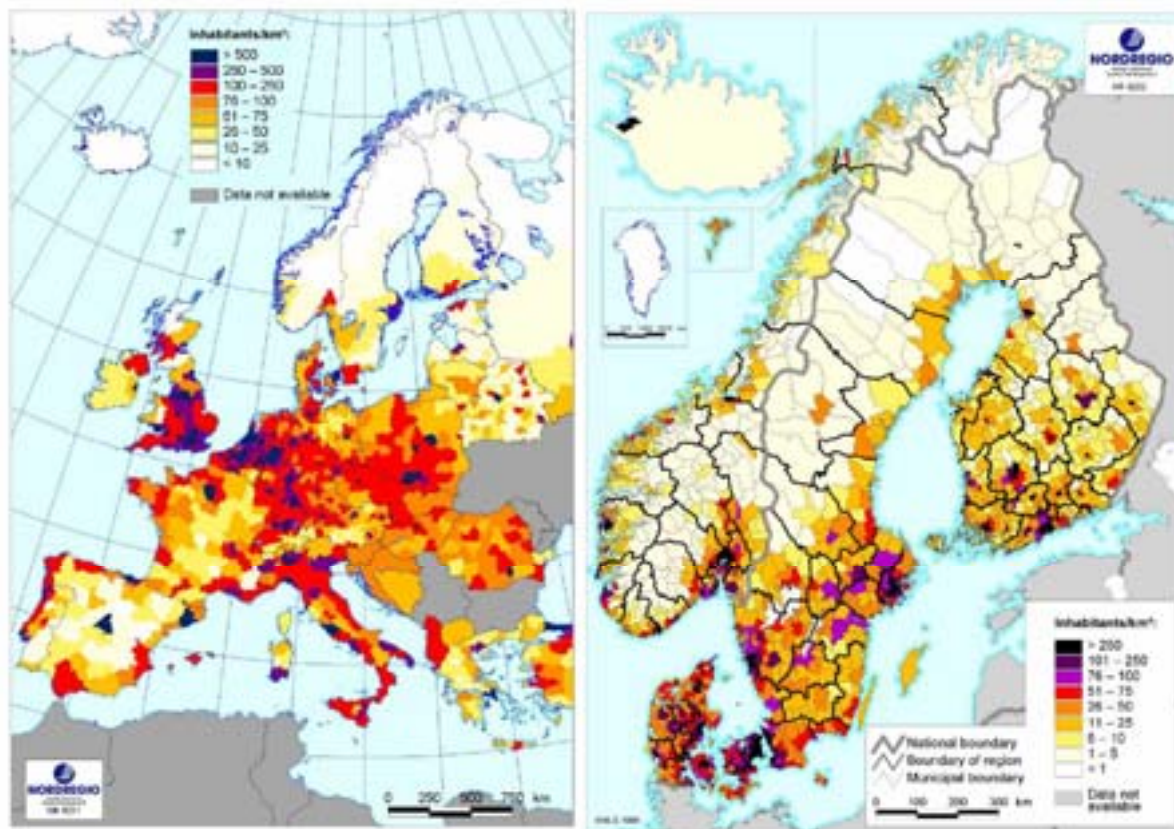 Inhabitants/km²:
> 500
250 – 500
100 – 250
76 – 100
51 – 75
25 – 50
10 – 25
< 10
Data not available
NORDREGIO
0 250 500 750 km
NORDREGIO
Inhabitants/km²:
> 250
101 – 250
76 – 100
51 – 75
26 – 50
11 – 25
6 – 10
1 – 5
< 1
Data not
available
National boundary
Boundary of region
Municipal boundary
0 100 200 300 km